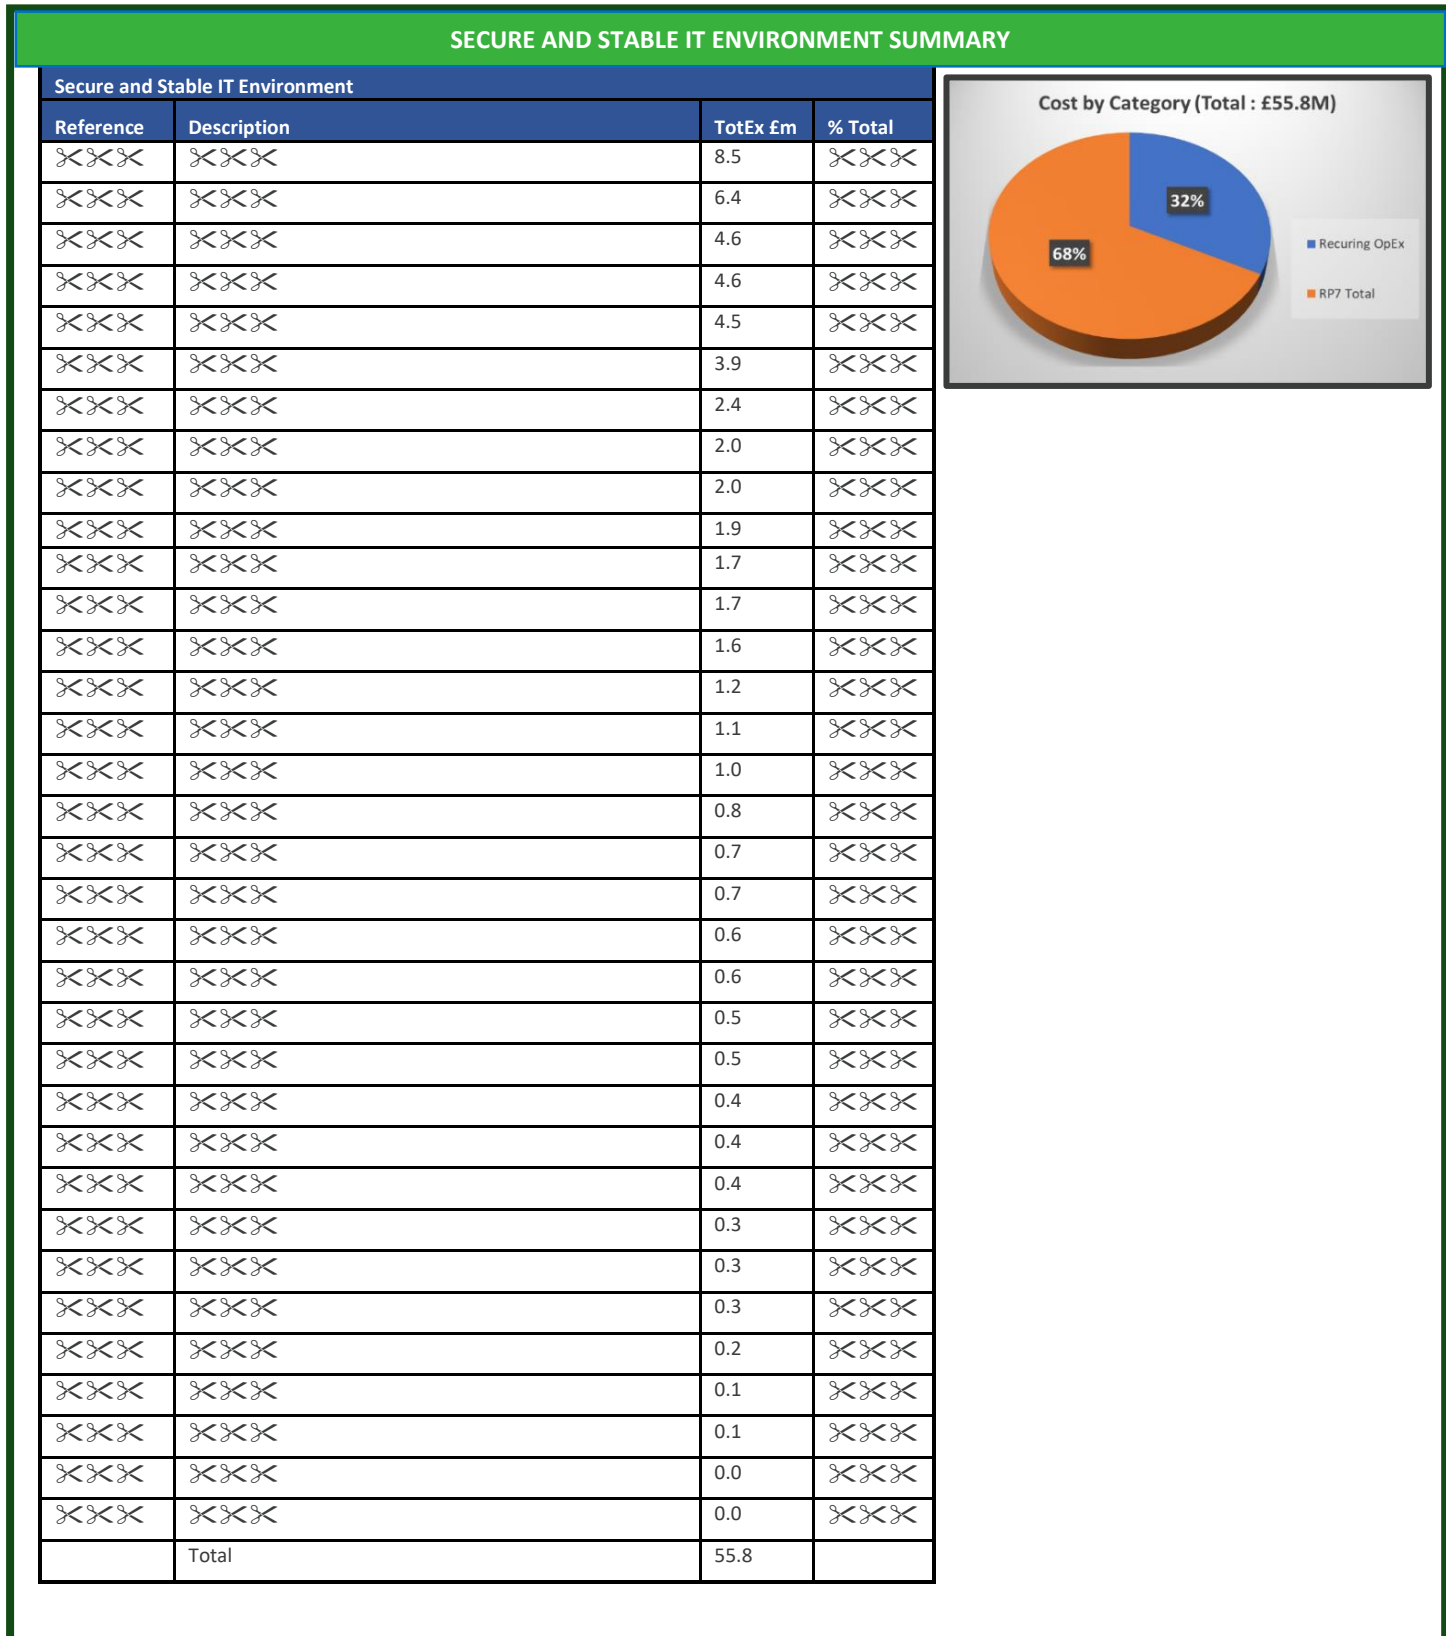 SECURE AND STABLE IT ENVIRONMENT SUMMARY
Secure and Stable IT Environment
Reference Description TotEx £m % Total
✂✂✂ ✂✂✂ 8.5 ✂✂✂
✂✂✂ ✂✂✂ 6.4 ✂✂✂
✂✂✂ ✂✂✂ 4.6 ✂✂✂
✂✂✂ ✂✂✂ 4.6 ✂✂✂
✂✂✂ ✂✂✂ 4.5 ✂✂✂
✂✂✂ ✂✂✂ 3.9 ✂✂✂
✂✂✂ ✂✂✂ 2.4 ✂✂✂
✂✂✂ ✂✂✂ 2.0 ✂✂✂
✂✂✂ ✂✂✂ 2.0 ✂✂✂
✂✂✂ ✂✂✂ 1.9 ✂✂✂
✂✂✂ ✂✂✂ 1.7 ✂✂✂
✂✂✂ ✂✂✂ 1.7 ✂✂✂
✂✂✂ ✂✂✂ 1.6 ✂✂✂
✂✂✂ ✂✂✂ 1.2 ✂✂✂
✂✂✂ ✂✂✂ 1.1 ✂✂✂
✂✂✂ ✂✂✂ 1.0 ✂✂✂
✂✂✂ ✂✂✂ 0.8 ✂✂✂
✂✂✂ ✂✂✂ 0.7 ✂✂✂
✂✂✂ ✂✂✂ 0.7 ✂✂✂
✂✂✂ ✂✂✂ 0.6 ✂✂✂
✂✂✂ ✂✂✂ 0.6 ✂✂✂
✂✂✂ ✂✂✂ 0.5 ✂✂✂
✂✂✂ ✂✂✂ 0.5 ✂✂✂
✂✂✂ ✂✂✂ 0.4 ✂✂✂
✂✂✂ ✂✂✂ 0.4 ✂✂✂
✂✂✂ ✂✂✂ 0.4 ✂✂✂
✂✂✂ ✂✂✂ 0.3 ✂✂✂
✂✂✂ ✂✂✂ 0.3 ✂✂✂
✂✂✂ ✂✂✂ 0.3 ✂✂✂
✂✂✂ ✂✂✂ 0.2 ✂✂✂
✂✂✂ ✂✂✂ 0.1 ✂✂✂
✂✂✂ ✂✂✂ 0.1 ✂✂✂
✂✂✂ ✂✂✂ 0.0 ✂✂✂
✂✂✂ ✂✂✂ 0.0 ✂✂✂
Total 55.8
Cost by Category (Total : £55.8M)
32%
68%
Recuring OpEx
RP7 Total